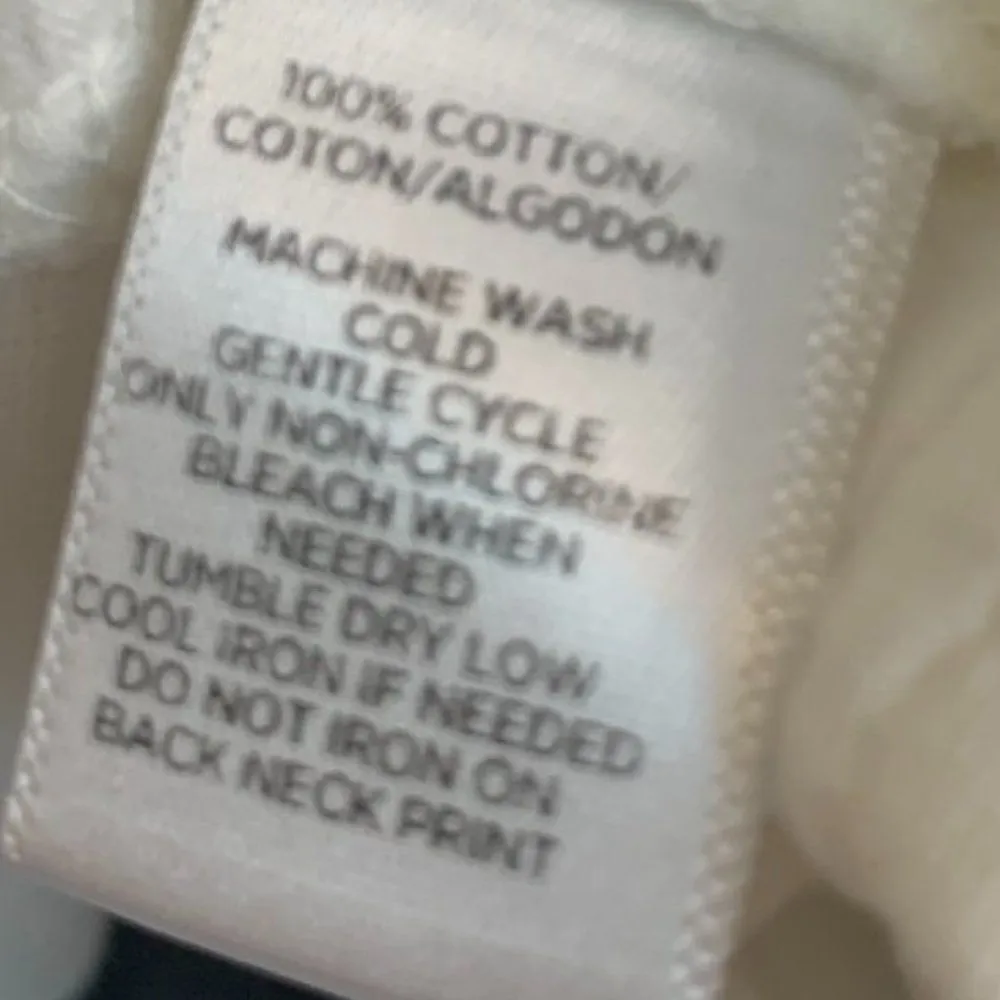 100% COTTON/
COTON/ALGODON
MACHINE WASH
COLD
GENTLE CYCLE
ONLY NON-CHLORINE
BLEACH WHEN
NEEDED
TUMBLE DRY LOW
COOL IRON IF NEEDED
DO NOT IRON ON
BACK NECK PRINT